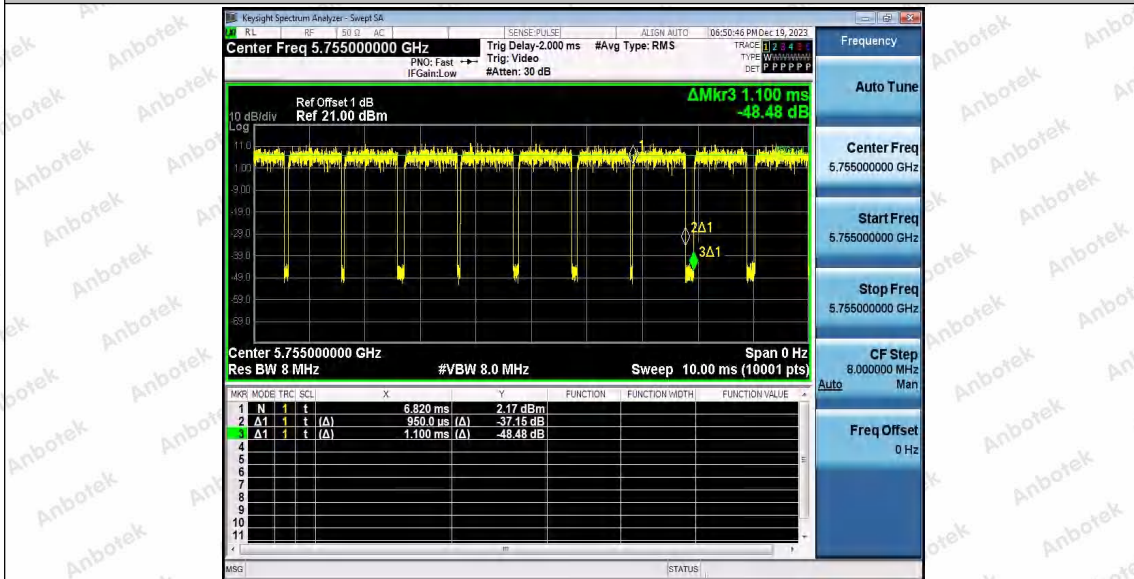 Keysight Spectrum Analyzer - Swept SA
RL RF 50 Ω AC SENSE:PULSE ALIGN AUTO 06:50:46 PM Dec 19, 2023
Center Freq 5.755000000 GHz
PNO: Fast
IFGain:Low
Trig Delay-2.000 ms
Trig: Video
#Atten: 30 dB
#Avg Type: RMS
TRACE 1 2 3 4 5 6
TYPE WWWWWW
DET P P P P P P
Frequency
Auto Tune
Center Freq
5.755000000 GHz
Start Freq
5.755000000 GHz
Stop Freq
5.755000000 GHz
CF Step
8.000000 MHz
Auto Man
Freq Offset
0 Hz
ΔMkr3 1.100 ms
-48.48 dB
Ref Offset 1 dB
10 dB/div Ref 21.00 dBm
Log
11.0
1.00
-9.00
-19.0
-29.0
-39.0
-49.0
-59.0
-69.0
1
2Δ1
3Δ1
Center 5.755000000 GHz Span 0 Hz
Res BW 8 MHz #VBW 8.0 MHz Sweep 10.00 ms (10001 pts)
MKR MODE TRC SCL X Y FUNCTION FUNCTION WIDTH FUNCTION VALUE
1 N 1 t 6.820 ms 2.17 dBm
2 Δ1 1 t (Δ) 950.0 us (Δ) -37.15 dB
3 Δ1 1 t (Δ) 1.100 ms (Δ) -48.48 dB
4
5
6
7
8
9
10
11
MSG STATUS
Anbotek